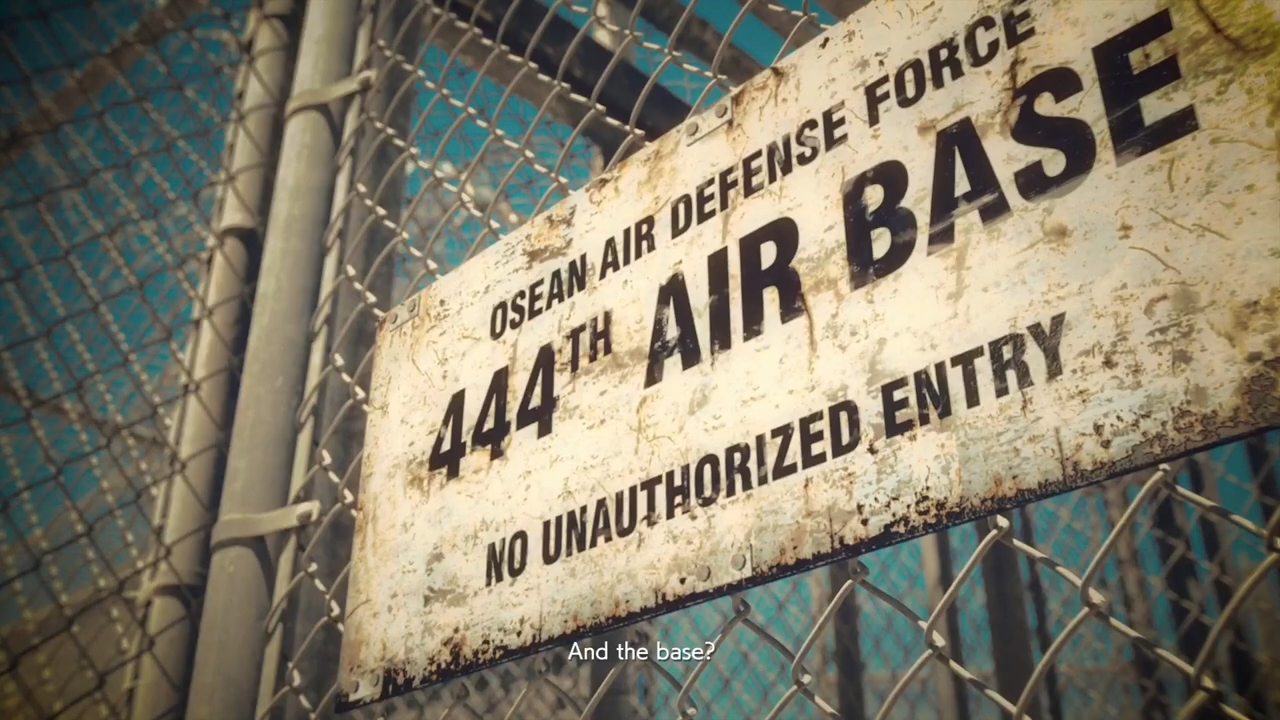 OSEAN AIR DEFENSE FORCE
444TH AIR BASE
NO UNAUTHORIZED ENTRY
And the base?